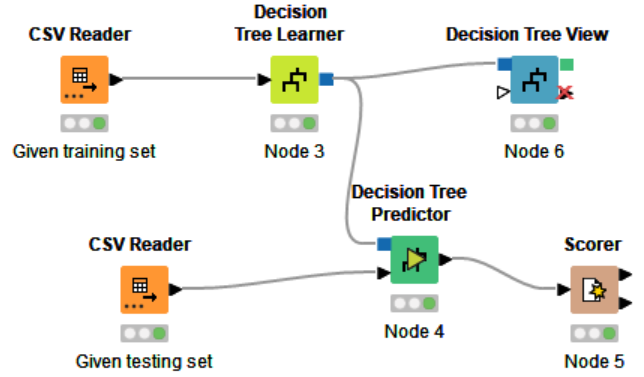 CSV Reader
Decision
Tree Learner
Decision Tree View
Given training set
Node 3
Node 6
Decision Tree
Predictor
CSV Reader
Scorer
Node 4
Given testing set
Node 5